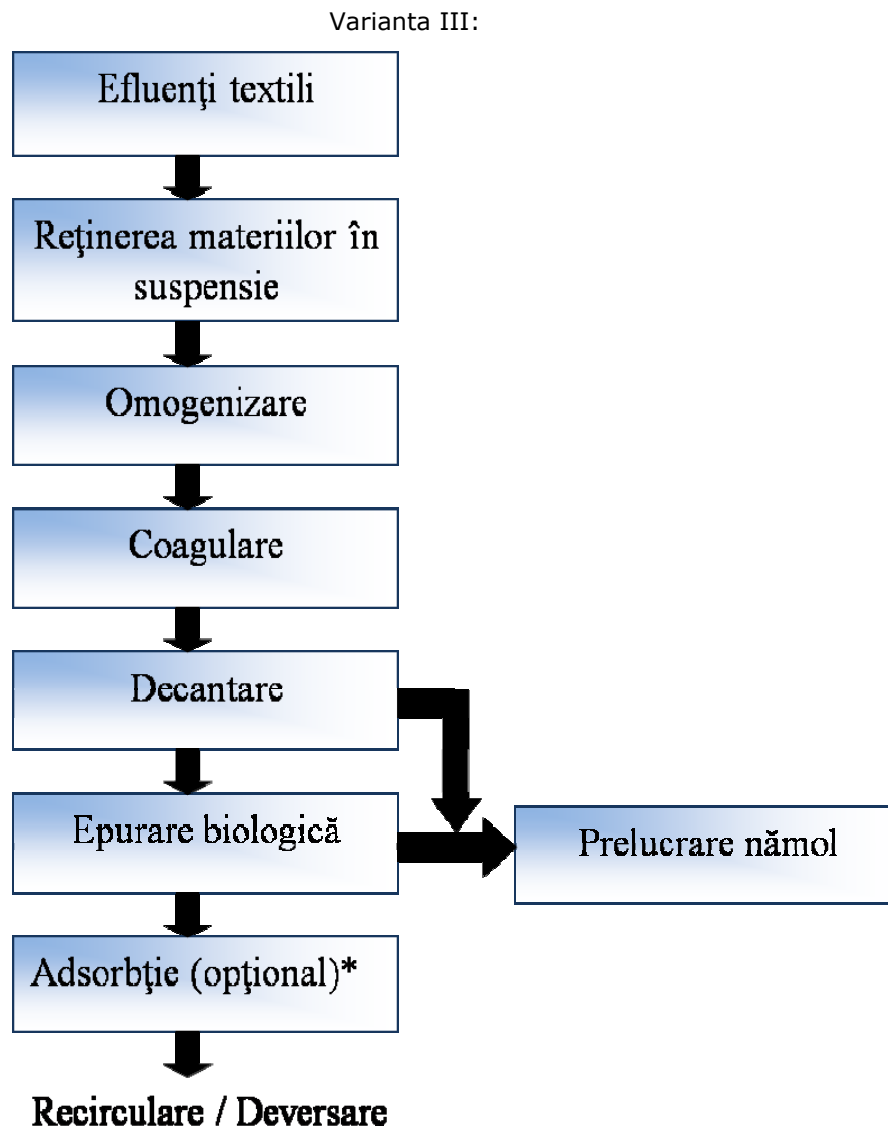 Varianta III:
Efluenţi textili
Reţinerea materiilor în
suspensie
Omogenizare
Coagulare
Decantare
Epurare biologică
Prelucrare nămol
Adsorbţie (opţional)*
Recirculare / Deversare